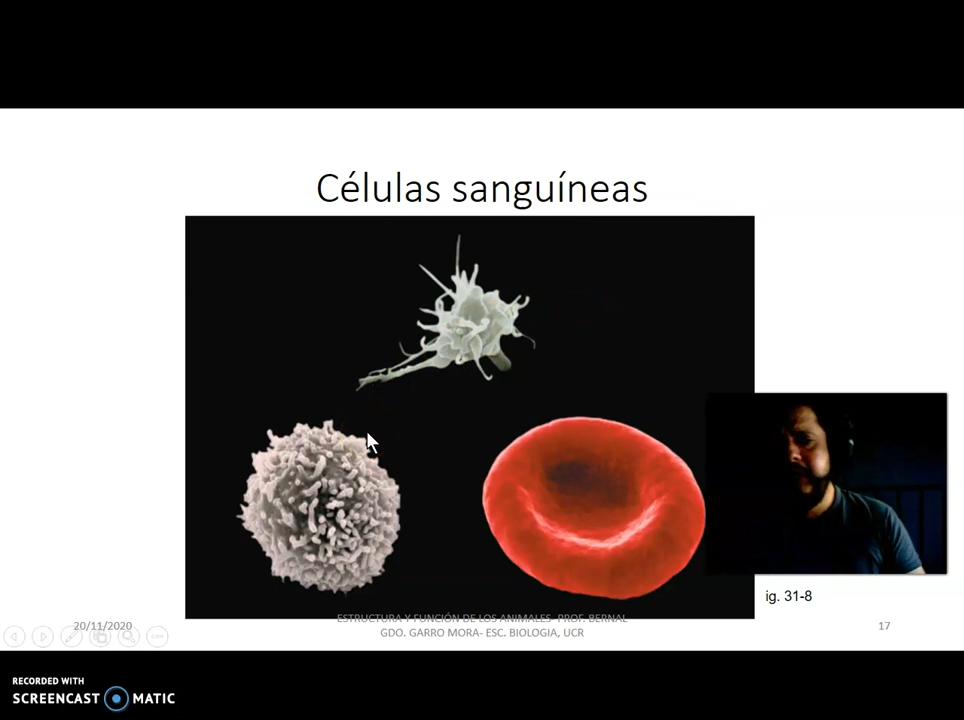 Células sanguíneas
ig. 31-8
20/11/2020
ESTRUCTURA Y FUNCIÓN DE LOS ANIMALES- PROF. BERNAL
GDO. GARRO MORA- ESC. BIOLOGIA, UCR
17
RECORDED WITH
SCREENCAST MATIC